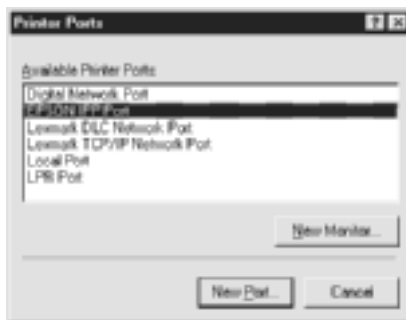 Printer Ports
Available Printer Ports:
Digital Network Port
EPSON IPP Port
Lexmark DLC Network Port
Lexmark TCP/IP Network Port
Local Port
LPR Port
New Monitor...
New Port...
Cancel